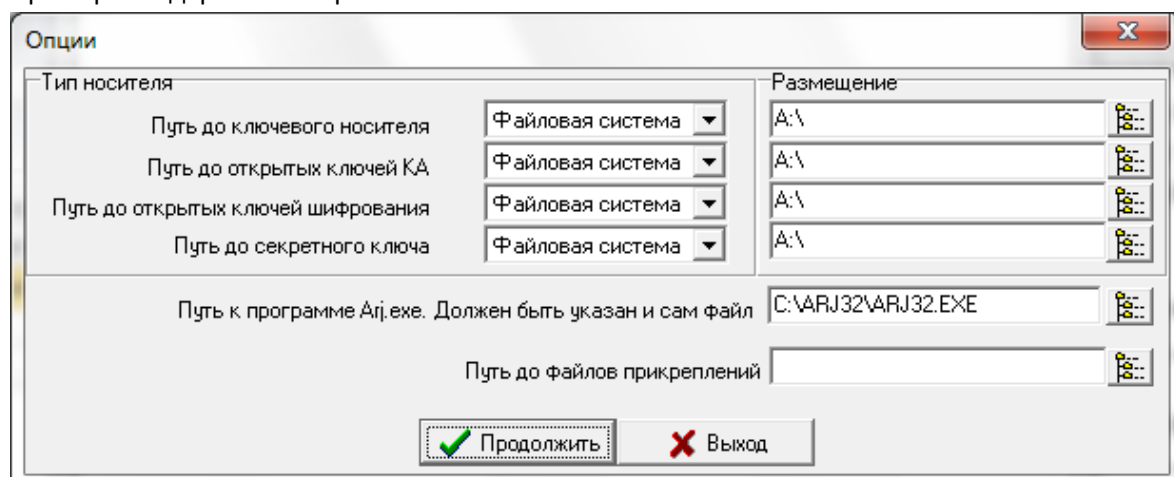 Опции
Тип носителя Размещение
Путь до ключевого носителя Файловая система A:\
Путь до открытых ключей КА Файловая система A:\
Путь до открытых ключей шифрования Файловая система A:\
Путь до секретного ключа Файловая система A:\
Путь к программе Arj.exe. Должен быть указан и сам файл C:\ARJ32\ARJ32.EXE
Путь до файлов прикреплений
Продолжить Выход